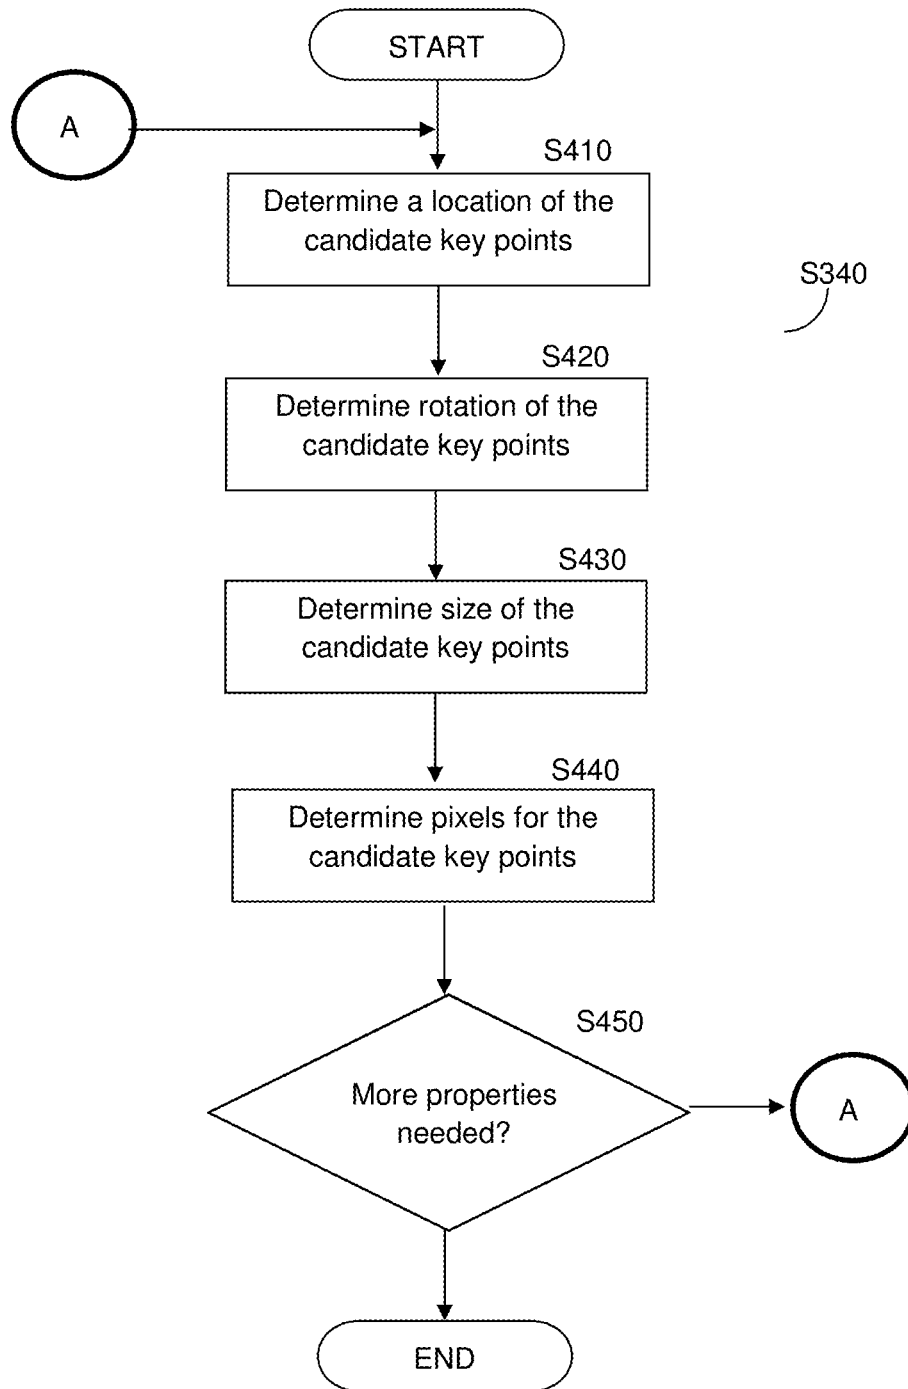 START
A
S410
Determine a location of the
candidate key points
S340
S420
Determine rotation of the
candidate key points
S430
Determine size of the
candidate key points
S440
Determine pixels for the
candidate key points
S450
More properties
needed?
A
END